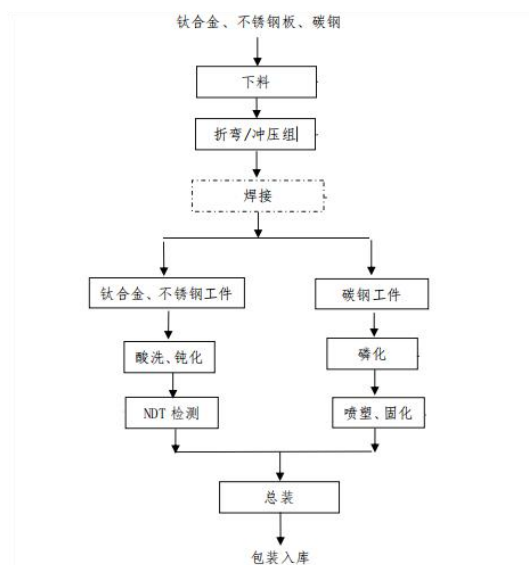 钛合金、不锈钢板、碳钢
下料
折弯/冲压组
焊接
钛合金、不锈钢工件
碳钢工件
酸洗、钝化
磷化
NDT 检测
喷塑、固化
总装
包装入库